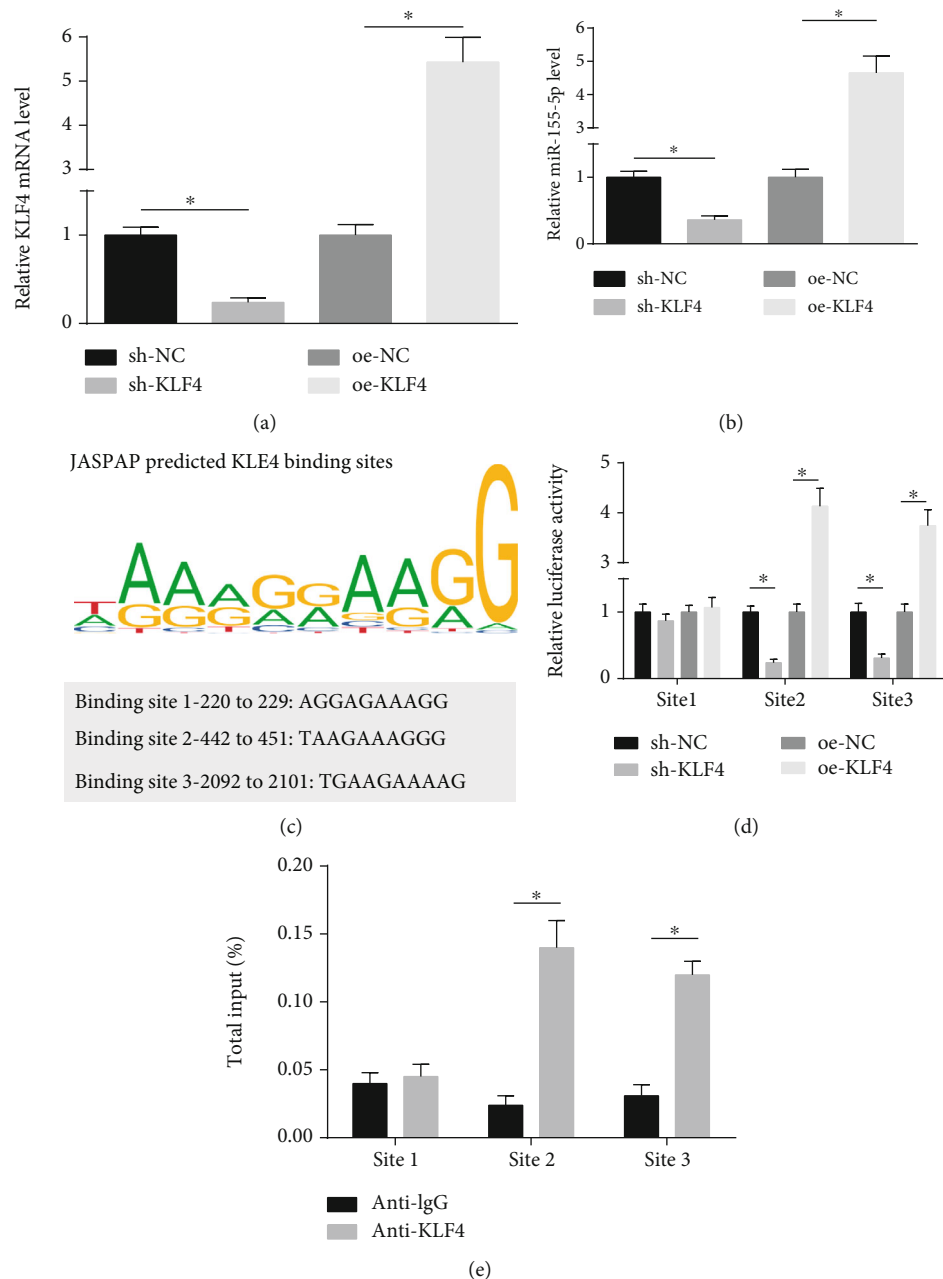 Relative KLF4 mRNA level
6
5
4
3
1
0
*
*
sh-NC
sh-KLF4
oe-NC
oe-KLF4
(a)
Relative miR-155-5p level
6
5
4
1
0
*
*
sh-NC
sh-KLF4
oe-NC
oe-KLF4
(b)
JASPAP predicted KLE4 binding sites
TAAAGGAAGG
Binding site 1-220 to 229: AGGAGAAAGG
Binding site 2-442 to 451: TAAGAAAGGG
Binding site 3-2092 to 2101: TGAAGAAAAG
(c)
Relative luciferase activity
5
4
2
1
0
*
*
*
*
Site1
Site2
Site3
sh-NC
sh-KLF4
oe-NC
oe-KLF4
(d)
Total input (%)
0.20
0.15
0.10
0.05
0.00
*
*
Site 1
Site 2
Site 3
Anti-lgG
Anti-KLF4
(e)